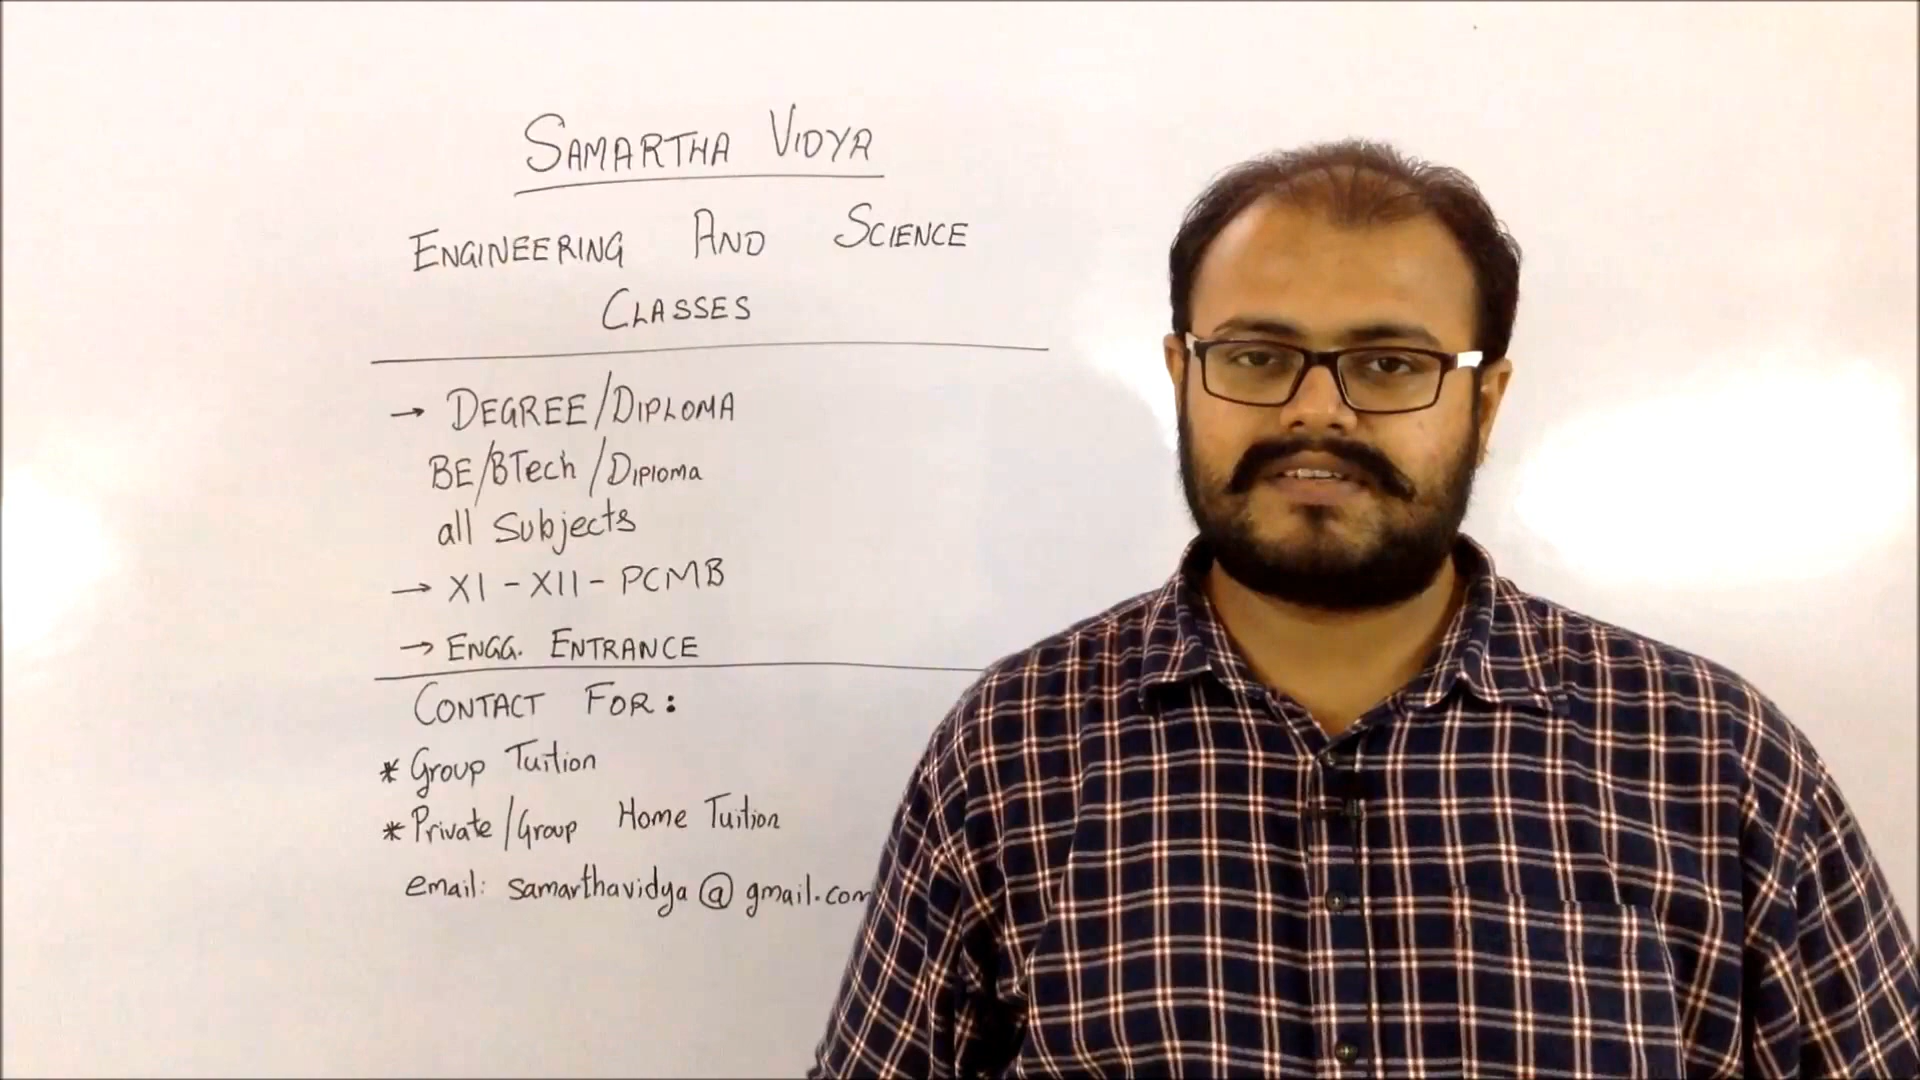 SAMARTHA VIDYA
ENGINEERING AND SCIENCE
CLASSES
→ DEGREE/DIPLOMA
BE/BTech/Diploma
all Subjects
→ XI - XII - PCMB
→ ENGG. ENTRANCE
CONTACT FOR:
* Group Tuition
* Private/Group Home Tuition
email: samarthavidya@gmail.com